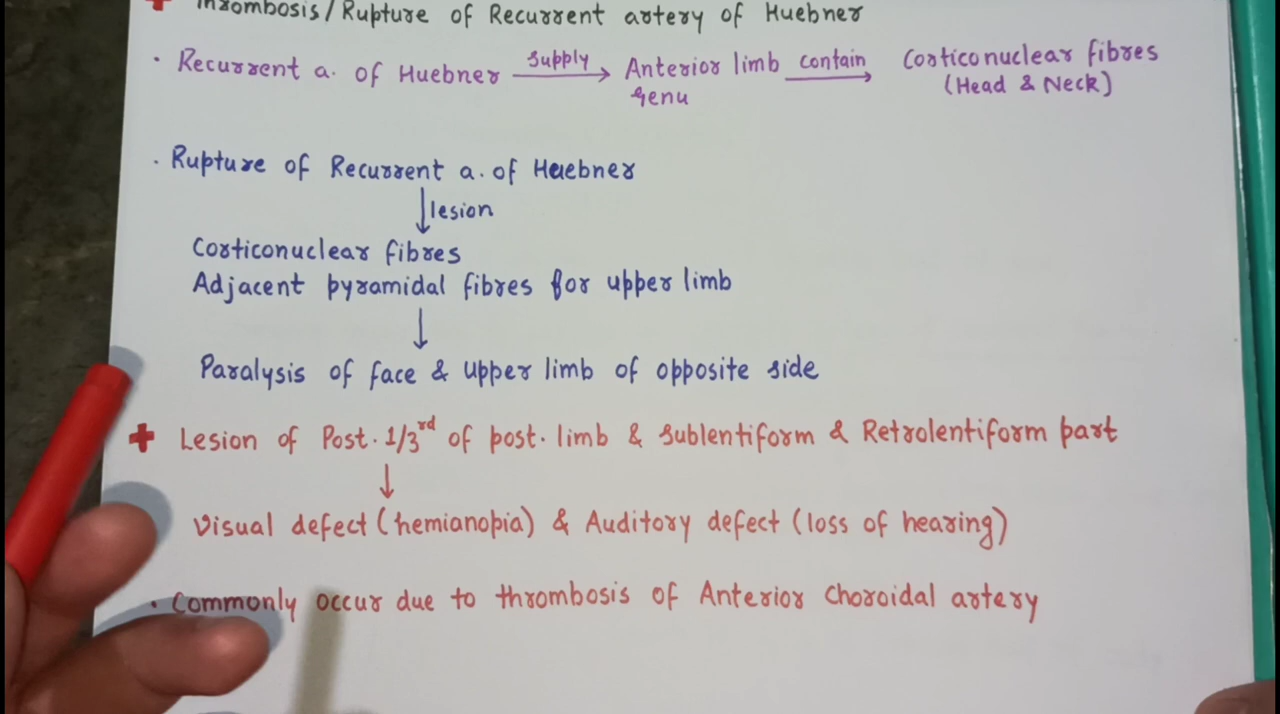 Thrombosis/Rupture of Recurrent artery of Huebner
· Recurrent a. of Huebner supply → Anterior limb contain → Corticonuclear fibres
genu (Head & Neck)
· Rupture of Recurrent a. of Huebner
↓ lesion
Corticonuclear fibres
Adjacent pyramidal fibres for upper limb
↓
Paralysis of face & upper limb of opposite side
+ Lesion of Post. 1/3rd of post. limb & sublentiform & Retrolentiform part
↓
Visual defect (hemianopia) & Auditory defect (loss of hearing)
· Commonly occur due to thrombosis of Anterior choroidal artery